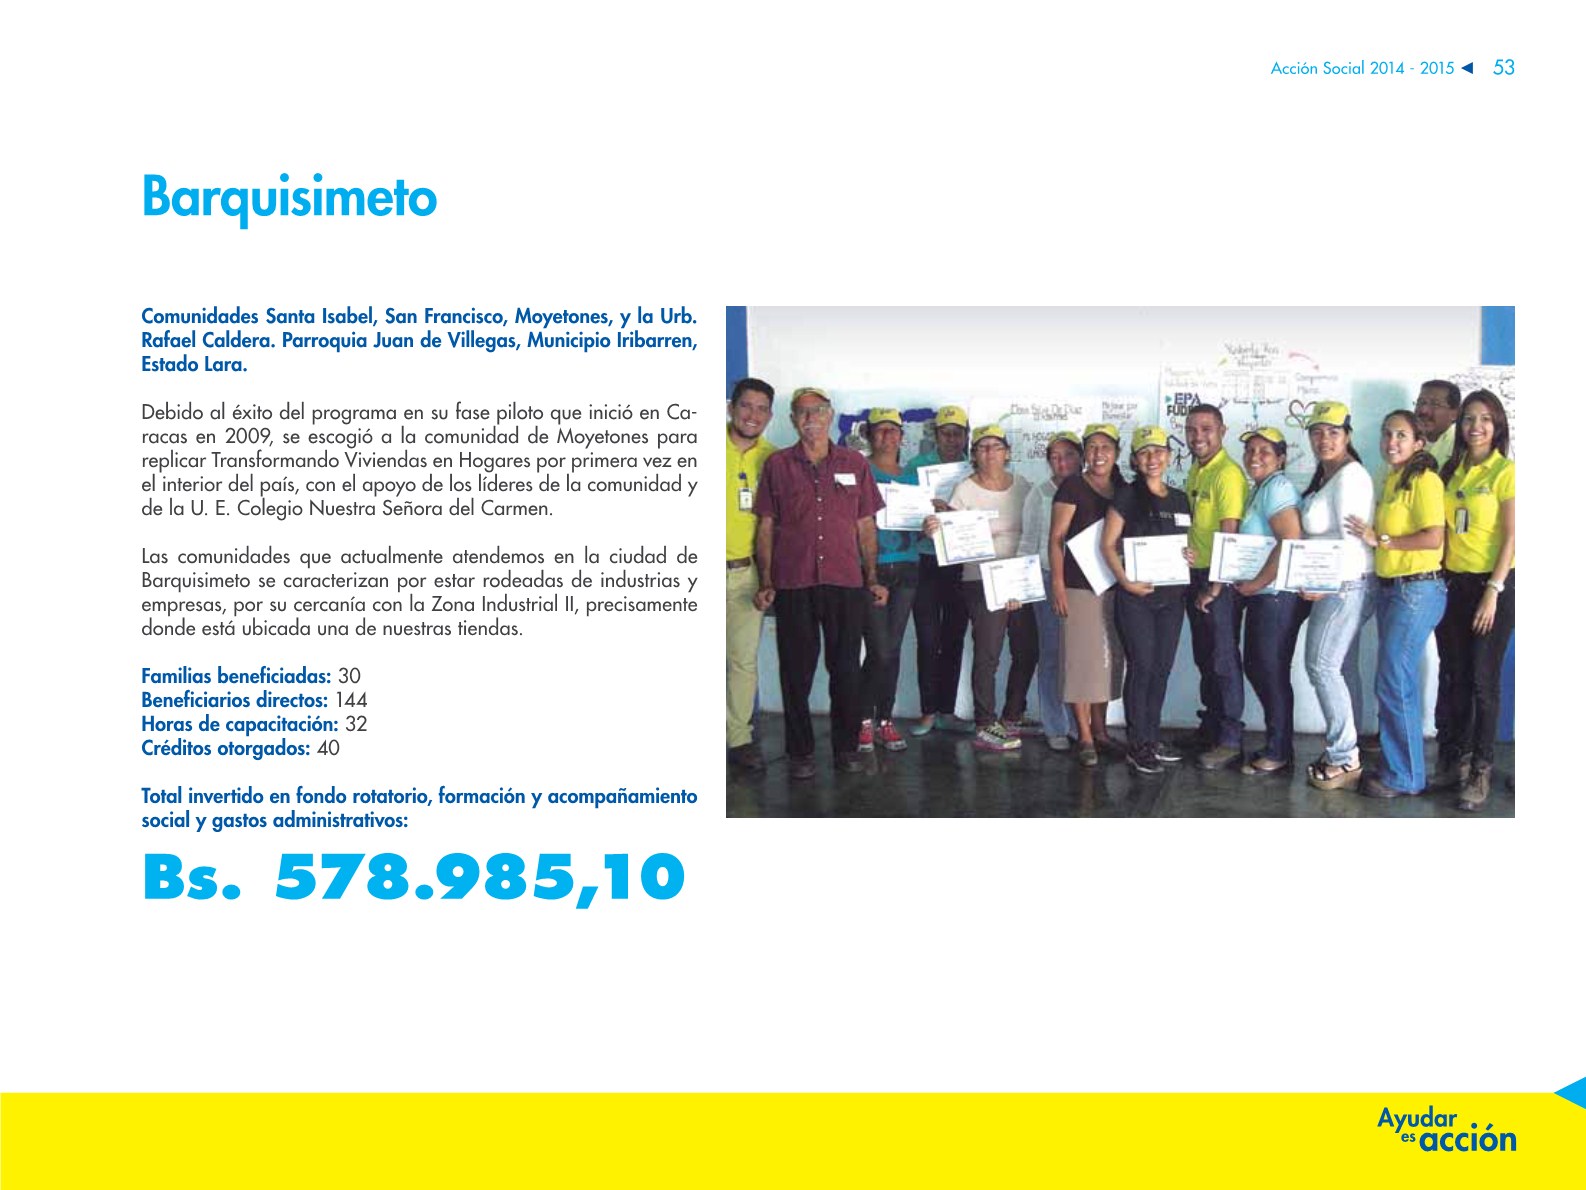 Acción Social 2014 - 2015 53
Barquisimeto
Comunidades Santa Isabel, San Francisco, Moyetones, y la Urb.
Rafael Caldera. Parroquia Juan de Villegas, Municipio Iribarren,
Estado Lara.
Debido al éxito del programa en su fase piloto que inició en Ca-
racas en 2009, se escogió a la comunidad de Moyetones para
replicar Transformando Viviendas en Hogares por primera vez en
el interior del país, con el apoyo de los líderes de la comunidad y
de la U. E. Colegio Nuestra Señora del Carmen.
Las comunidades que actualmente atendemos en la ciudad de
Barquisimeto se caracterizan por estar rodeadas de industrias y
empresas, por su cercanía con la Zona Industrial II, precisamente
donde está ubicada una de nuestras tiendas.
Familias beneficiadas: 30
Beneficiarios directos: 144
Horas de capacitación: 32
Créditos otorgados: 40
Total invertido en fondo rotatorio, formación y acompañamiento
social y gastos administrativos:
Bs. 578.985,10
EPA
Ayudar
es acción